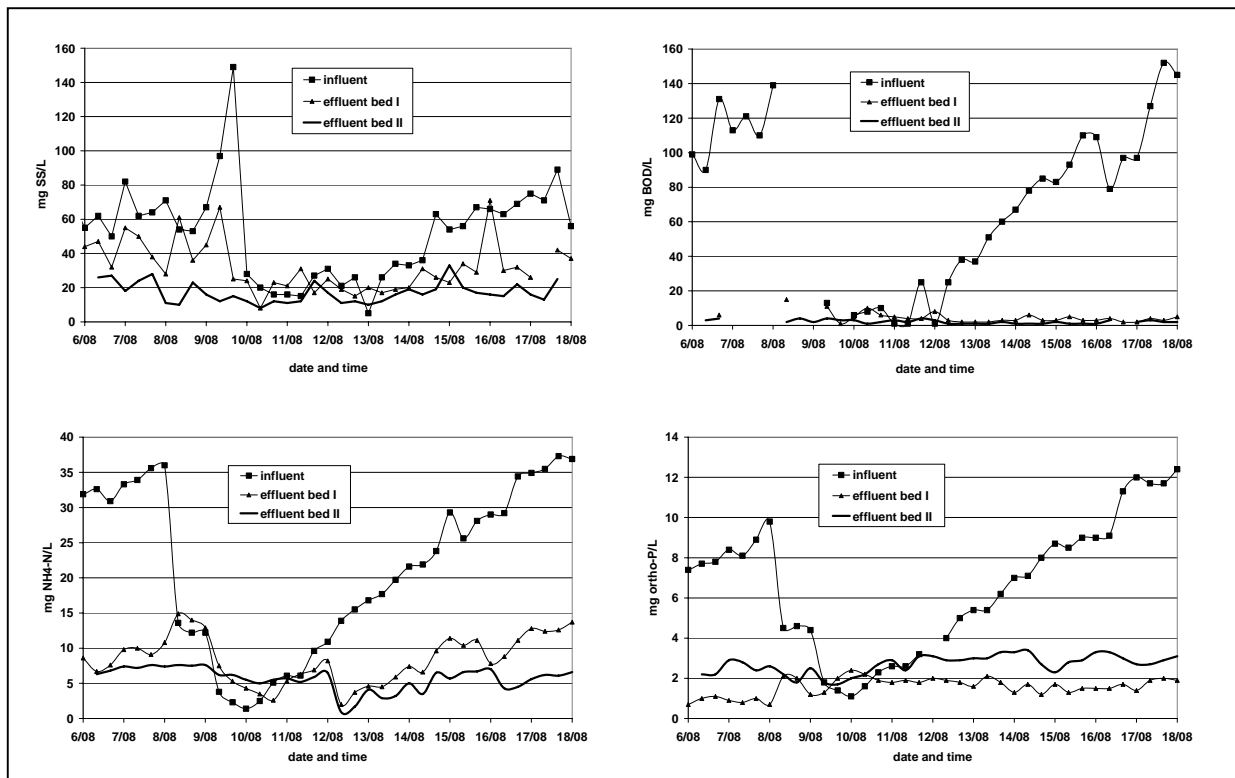 160
140
120
100
80
60
40
20
0
mg SS/L
influent
effluent bed I
effluent bed II
6/08 7/08 8/08 9/08 10/08 11/08 12/08 13/08 14/08 15/08 16/08 17/08 18/08
date and time
160
140
120
100
80
60
40
20
0
mg BOD/L
influent
effluent bed I
effluent bed II
6/08 7/08 8/08 9/08 10/08 11/08 12/08 13/08 14/08 15/08 16/08 17/08 18/08
date and time
40
35
30
25
20
15
10
5
0
mg NH4-N/L
influent
effluent bed I
effluent bed II
6/08 7/08 8/08 9/08 10/08 11/08 12/08 13/08 14/08 15/08 16/08 17/08 18/08
date and time
14
12
10
8
6
4
2
0
mg ortho-P/L
influent
effluent bed I
effluent bed II
6/08 7/08 8/08 9/08 10/08 11/08 12/08 13/08 14/08 15/08 16/08 17/08 18/08
date and time